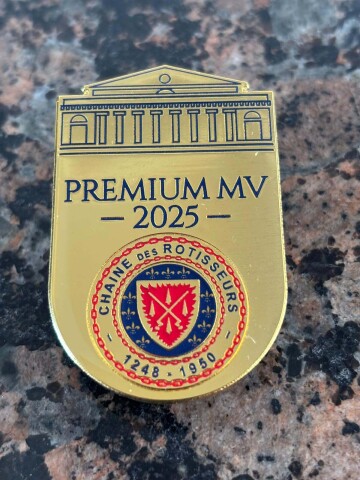 PREMIUM MV
— 2025 —
CHAINE DES ROTISSEURS
- 1248 - 1950 -